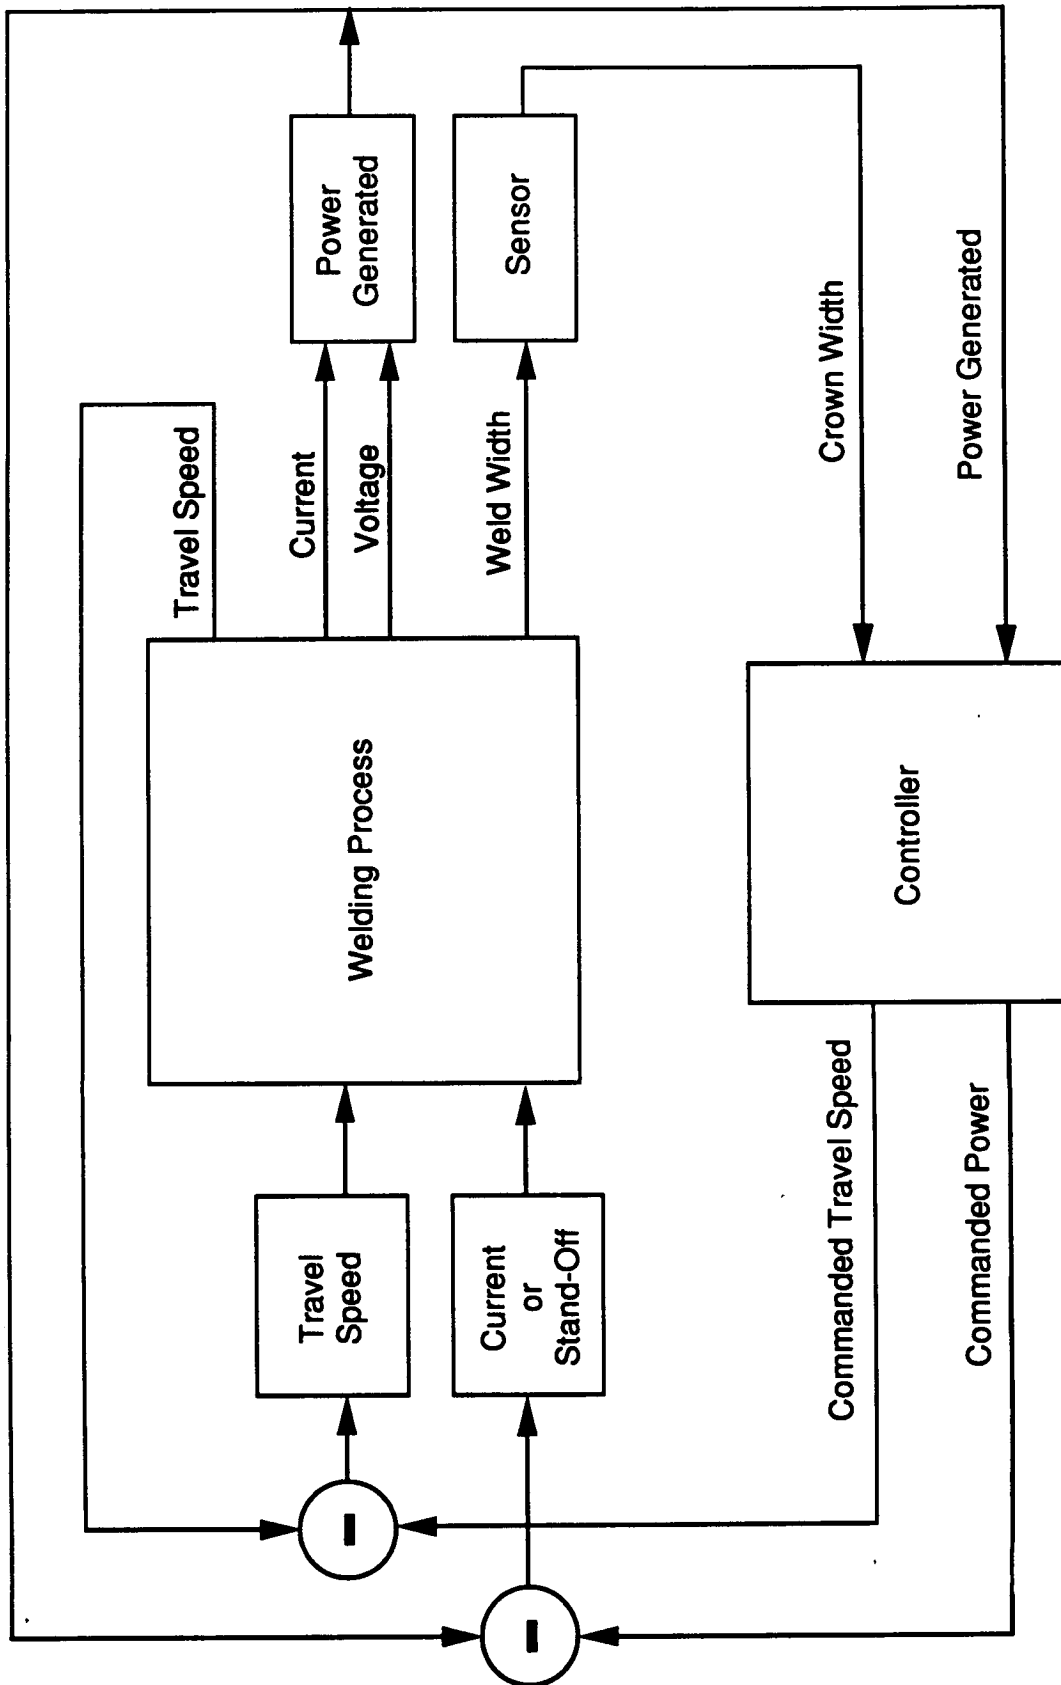 Travel Speed
Current
Voltage
Weld Width
Power
Generated
Sensor
Welding Process
Travel
Speed
Current
or
Stand-Off
Crown Width
Power Generated
Controller
Commanded Travel Speed
Commanded Power